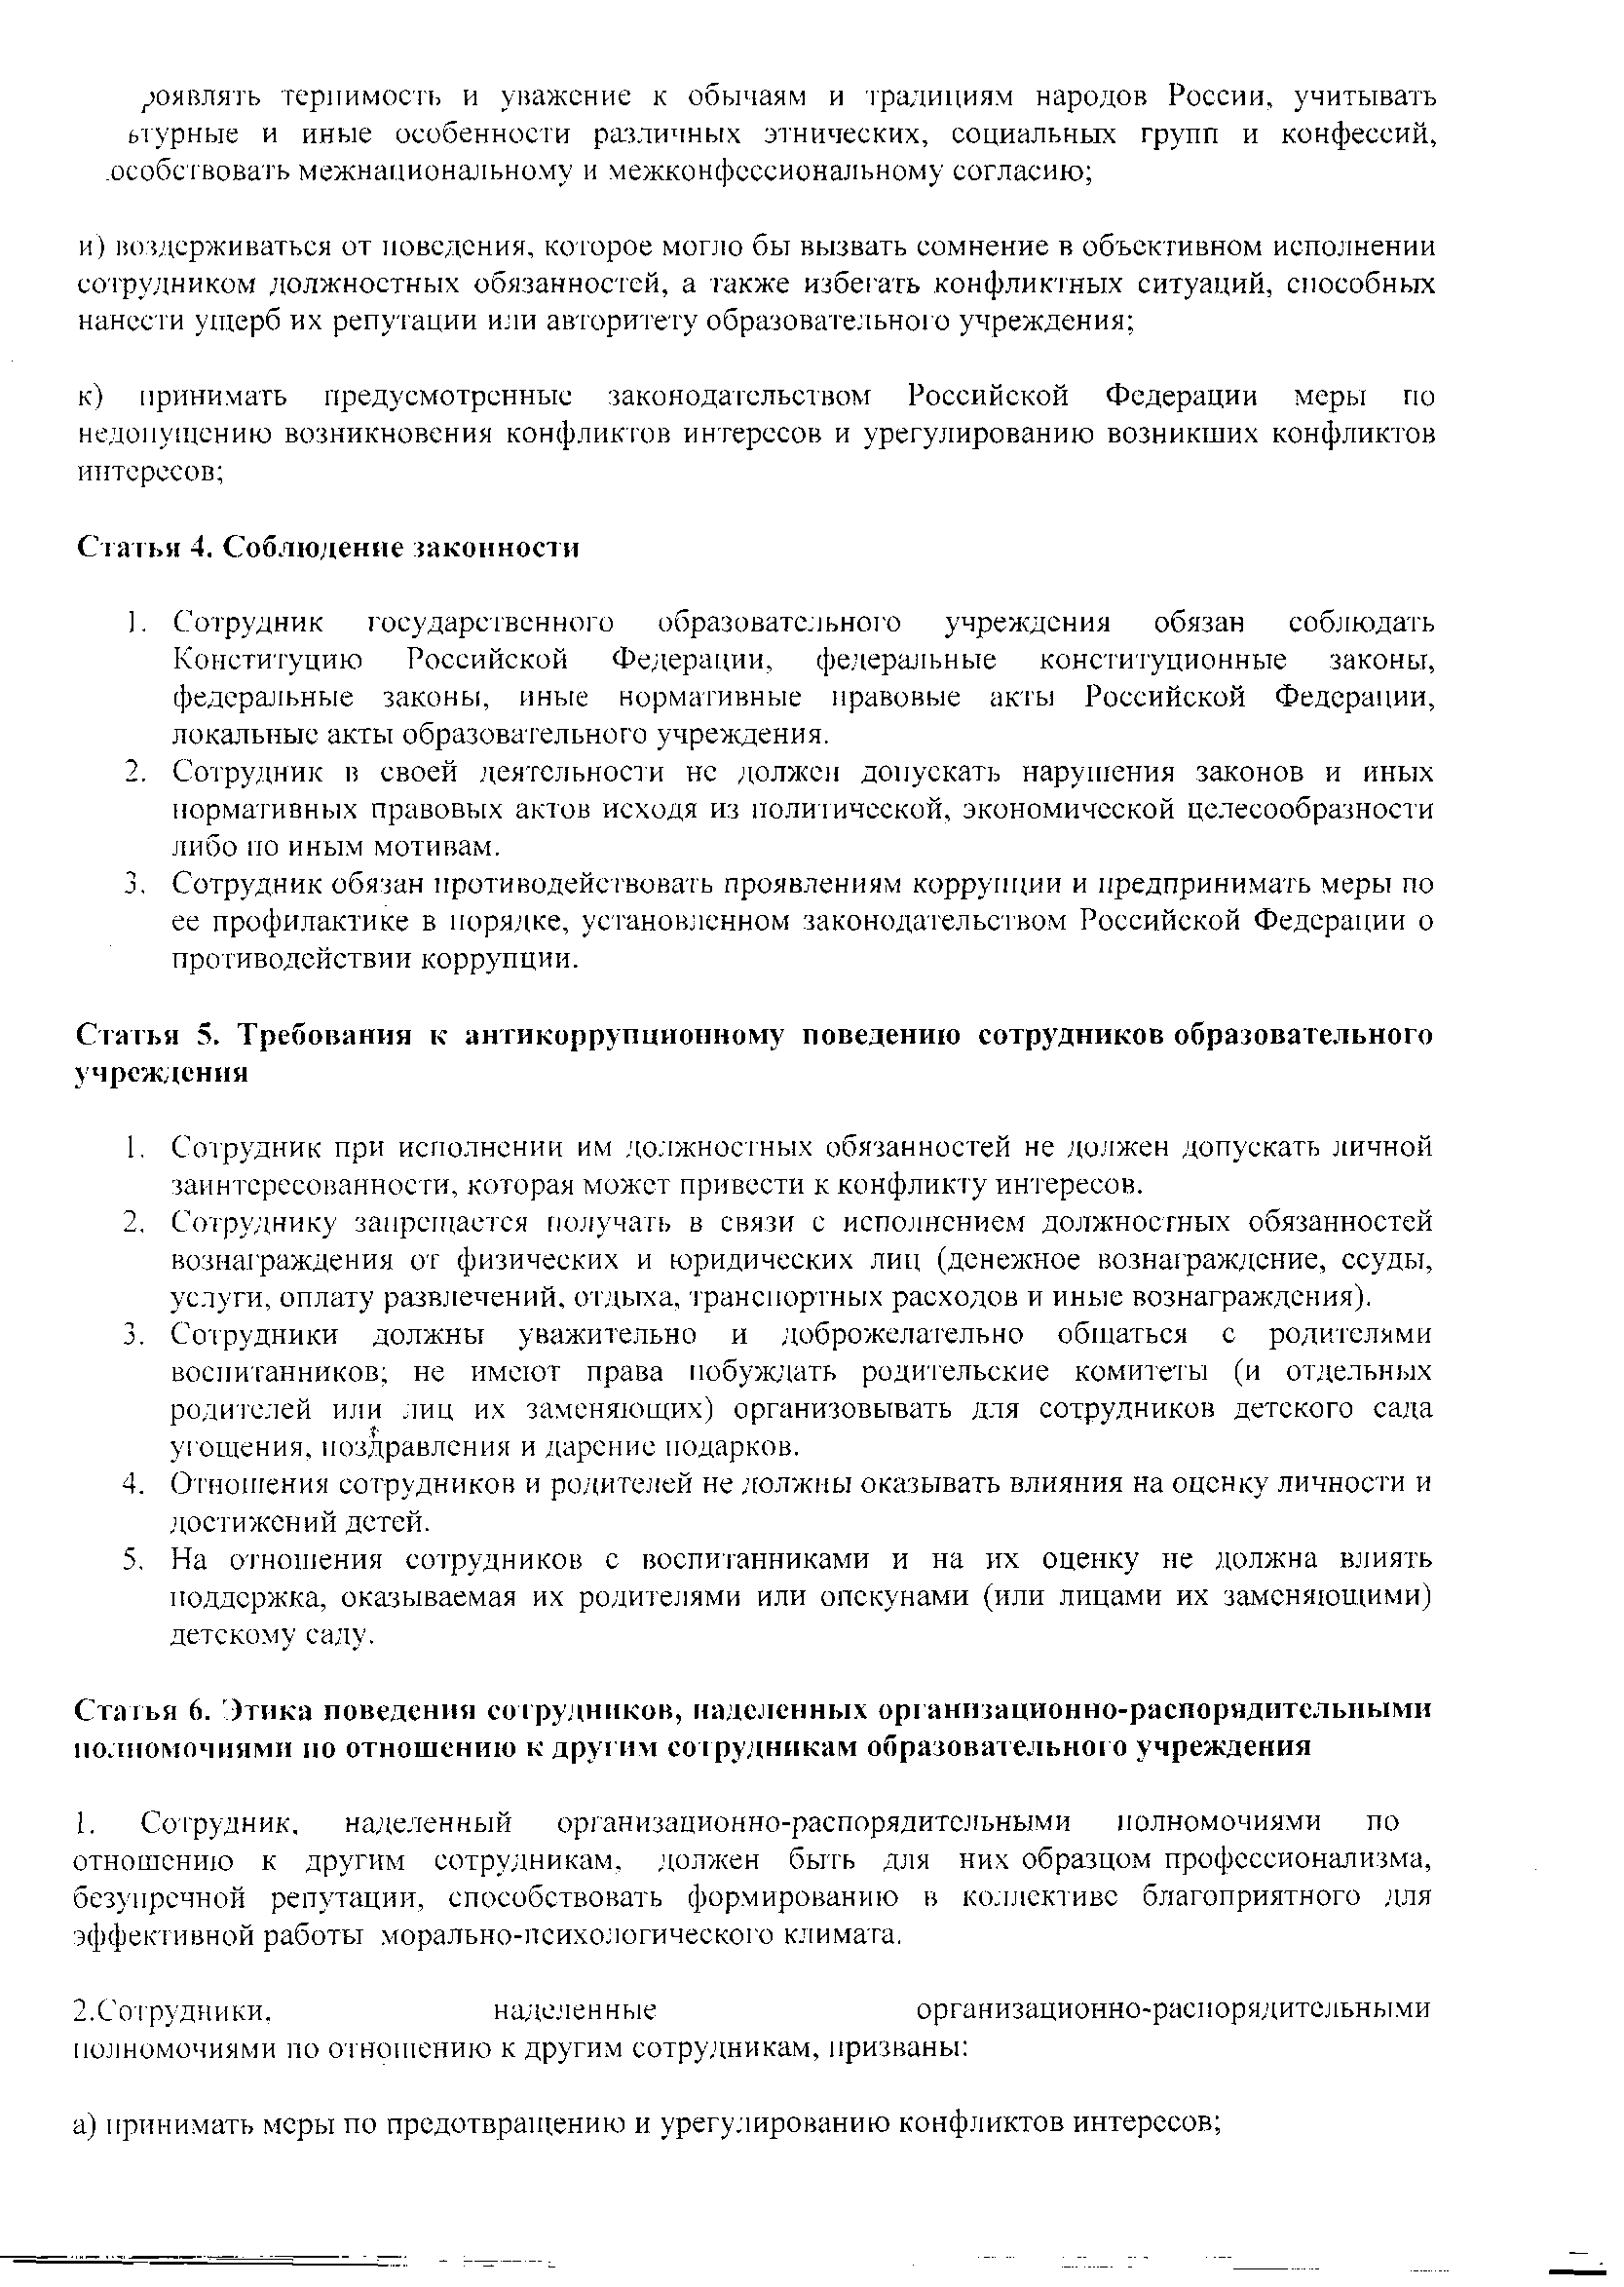 роявлять терпимость и уважение к обычаям и традициям народов России, учитывать
ьтурные и иные особенности различных этнических, социальных групп и конфессий,
особствовать межнациональному и межконфессиональному согласию;
и) воздерживаться от поведения, которое могло бы вызвать сомнение в объективном исполнении
сотрудником должностных обязанностей, а также избегать конфликтных ситуаций, способных
нанести ущерб их репутации или авторитету образовательного учреждения;
к) принимать предусмотренные законодательством Российской Федерации меры по
недопущению возникновения конфликтов интересов и урегулированию возникших конфликтов
интересов;
Статья 4. Соблюдение законности
1. Сотрудник государственного образовательного учреждения обязан соблюдать
Конституцию Российской Федерации, федеральные конституционные законы,
федеральные законы, иные нормативные правовые акты Российской Федерации,
локальные акты образовательного учреждения.
2. Сотрудник в своей деятельности не должен допускать нарушения законов и иных
нормативных правовых актов исходя из политической, экономической целесообразности
либо по иным мотивам.
3. Сотрудник обязан противодействовать проявлениям коррупции и предпринимать меры по
ее профилактике в порядке, установленном законодательством Российской Федерации о
противодействии коррупции.
Статья 5. Требования к антикоррупционному поведению сотрудников образовательного
учреждения
1. Сотрудник при исполнении им должностных обязанностей не должен допускать личной
заинтересованности, которая может привести к конфликту интересов.
2. Сотруднику запрещается получать в связи с исполнением должностных обязанностей
вознаграждения от физических и юридических лиц (денежное вознаграждение, ссуды,
услуги, оплату развлечений, отдыха, транспортных расходов и иные вознаграждения).
3. Сотрудники должны уважительно и доброжелательно общаться с родителями
воспитанников; не имеют права побуждать родительские комитеты (и отдельных
родителей или лиц их заменяющих) организовывать для сотрудников детского сада
угощения, поздравления и дарение подарков.
4. Отношения сотрудников и родителей не должны оказывать влияния на оценку личности и
достижений детей.
5. На отношения сотрудников с воспитанниками и на их оценку не должна влиять
поддержка, оказываемая их родителями или опекунами (или лицами их заменяющими)
детскому саду.
Статья 6. Этика поведения сотрудников, наделенных организационно-распорядительными
полномочиями по отношению к другим сотрудникам образовательного учреждения
1. Сотрудник, наделенный организационно-распорядительными полномочиями по
отношению к другим сотрудникам, должен быть для них образцом профессионализма,
безупречной репутации, способствовать формированию в коллективе благоприятного для
эффективной работы морально-психологического климата.
2.Сотрудники, наделенные организационно-распорядительными
полномочиями по отношению к другим сотрудникам, призваны:
а) принимать меры по предотвращению и урегулированию конфликтов интересов;